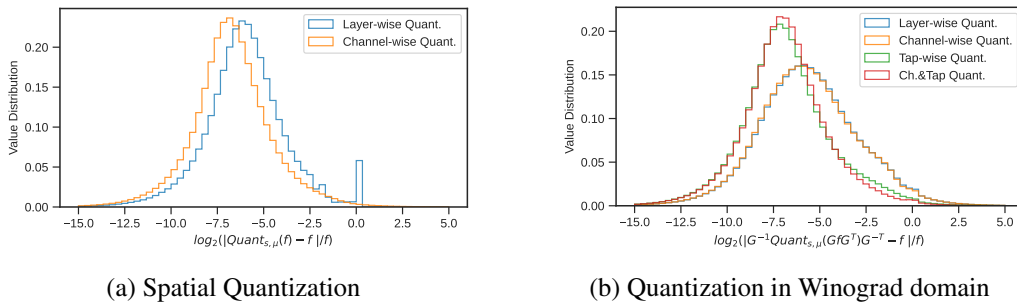 Layer-wise Quant.
Channel-wise Quant.
Value Distribution
0.20
0.15
0.10
0.05
0.00
-15.0 -12.5 -10.0 -7.5 -5.0 -2.5 0.0 2.5 5.0
log₂(|Quantₛ,μ(f) − f |/f)
(a) Spatial Quantization
Layer-wise Quant.
Channel-wise Quant.
Tap-wise Quant.
Ch.&Tap Quant.
Value Distribution
0.20
0.15
0.10
0.05
0.00
-15.0 -12.5 -10.0 -7.5 -5.0 -2.5 0.0 2.5 5.0
log₂(|G⁻¹Quantₛ,μ(GfGᵀ)G⁻ᵀ − f |/f)
(b) Quantization in Winograd domain